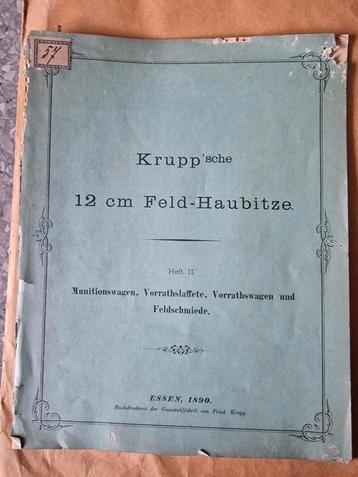 57
Krupp'sche
12 cm Feld-Haubitze.
Heft II.
Munitionswagen, Vorrathslaffete, Vorrathswagen und
Feldschmiede.
ESSEN, 1890.
Buchdruckerei der Gussstahlfabrik von Fried. Krupp.